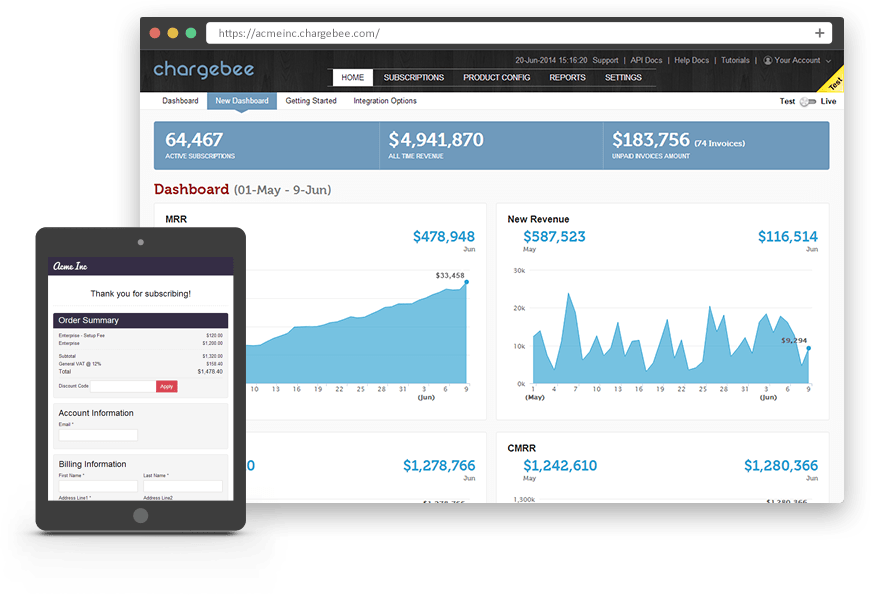 https://acmeinc.chargebee.com/
+
chargebee
20-Jun-2014 15:16:20 Support | API Docs | Help Docs | Tutorials | Your Account
HOME SUBSCRIPTIONS PRODUCT CONFIG REPORTS SETTINGS
Test
Dashboard New Dashboard Getting Started Integration Options
Test Live
64,467 $4,941,870 $183,756 (74 Invoices)
ACTIVE SUBSCRIPTIONS ALL TIME REVENUE UNPAID INVOICES AMOUNT
Dashboard (01-May - 9-Jun)
MRR
$478,948
Jun
$33,458
10 13 16 19 22 25 28 31 3 6 9
(Jun)
New Revenue
$587,523 $116,514
May Jun
30k
20k
10k
0k
$9,294
1 4 7 10 13 16 19 22 25 28 31 3 6 9
(May) (Jun)
0 $1,278,766
Jun
$1,278,766
CMRR
$1,242,610 $1,280,366
May Jun
1,300k
$1,280,366
Acme Inc
Thank you for subscribing!
Order Summary
Enterprise - Setup Fee $120.00
Enterprise $1,200.00
Subtotal $1,320.00
General VAT @ 12% $158.40
Total $1,478.40
Discount Code Apply
Account Information
Email *
Billing Information
First Name * Last Name *
Address Line1 * Address Line2